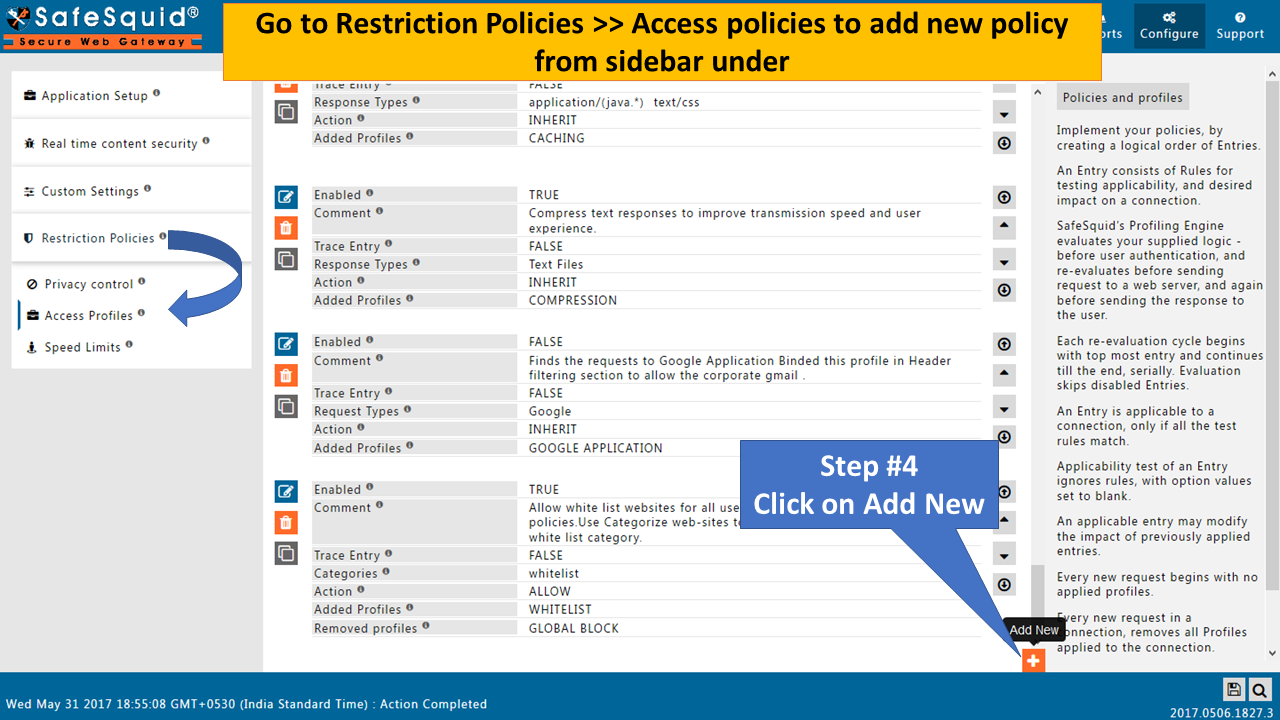 SafeSquid®
Secure Web Gateway
Go to Restriction Policies >> Access policies to add new policy
from sidebar under
Configure
Support
Application Setup
Real time content security
Custom Settings
Restriction Policies
Privacy control
Access Profiles
Speed Limits
Trace Entry FALSE
Response Types application/(java.*) text/css
Action INHERIT
Added Profiles CACHING
Enabled TRUE
Comment Compress text responses to improve transmission speed and user
experience.
Trace Entry FALSE
Response Types Text Files
Action INHERIT
Added Profiles COMPRESSION
Enabled FALSE
Comment Finds the requests to Google Application Binded this profile in Header
filtering section to allow the corporate gmail .
Trace Entry FALSE
Request Types Google
Action INHERIT
Added Profiles GOOGLE APPLICATION
Enabled TRUE
Comment Allow white list websites for all
policies.Use Categorize web-sites
white list category.
Trace Entry FALSE
Categories whitelist
Action ALLOW
Added Profiles WHITELIST
Removed profiles GLOBAL BLOCK
Step #4
Click on Add New
Add New
Policies and profiles
Implement your policies, by
creating a logical order of Entries.
An Entry consists of Rules for
testing applicability, and desired
impact on a connection.
SafeSquid's Profiling Engine
evaluates your supplied logic -
before user authentication, and
re-evaluates before sending
request to a web server, and again
before sending the response to
the user.
Each re-evaluation cycle begins
with top most entry and continues
till the end, serially. Evaluation
skips disabled Entries.
An Entry is applicable to a
connection, only if all the test
rules match.
Applicability test of an Entry
ignores rules, with option values
set to blank.
An applicable entry may modify
the impact of previously applied
entries.
Every new request begins with no
applied profiles.
Every new request in a
connection, removes all Profiles
applied to the connection.
Wed May 31 2017 18:55:08 GMT+0530 (India Standard Time) : Action Completed
2017.0506.1827.3